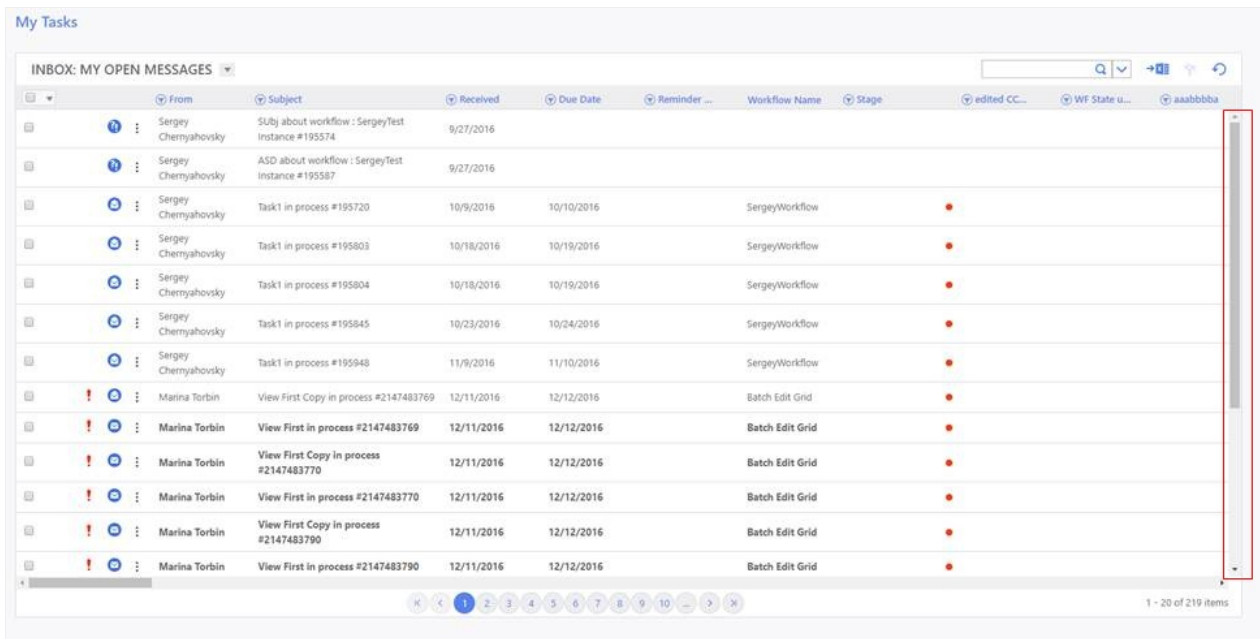 My Tasks
INBOX: MY OPEN MESSAGES
From Subject Received Due Date Reminder ... Workflow Name Stage edited CC... WF State u... aaabbbba
Sergey SUbj about workflow : SergeyTest
Chernyahovsky Instance #195574 9/27/2016
Sergey ASD about workflow : SergeyTest
Chernyahovsky Instance #195587 9/27/2016
Sergey
Chernyahovsky Task1 in process #195720 10/9/2016 10/10/2016 SergeyWorkflow
Sergey
Chernyahovsky Task1 in process #195803 10/18/2016 10/19/2016 SergeyWorkflow
Sergey
Chernyahovsky Task1 in process #195804 10/18/2016 10/19/2016 SergeyWorkflow
Sergey
Chernyahovsky Task1 in process #195845 10/23/2016 10/24/2016 SergeyWorkflow
Sergey
Chernyahovsky Task1 in process #195948 11/9/2016 11/10/2016 SergeyWorkflow
Marina Torbin View First Copy in process #2147483769 12/11/2016 12/12/2016 Batch Edit Grid
Marina Torbin View First in process #2147483769 12/11/2016 12/12/2016 Batch Edit Grid
View First Copy in process
Marina Torbin #2147483770 12/11/2016 12/12/2016 Batch Edit Grid
Marina Torbin View First in process #2147483770 12/11/2016 12/12/2016 Batch Edit Grid
View First Copy in process
Marina Torbin #2147483790 12/11/2016 12/12/2016 Batch Edit Grid
Marina Torbin View First in process #2147483790 12/11/2016 12/12/2016 Batch Edit Grid
1 2 3 4 5 6 7 8 9 10 ... 1 - 20 of 219 items